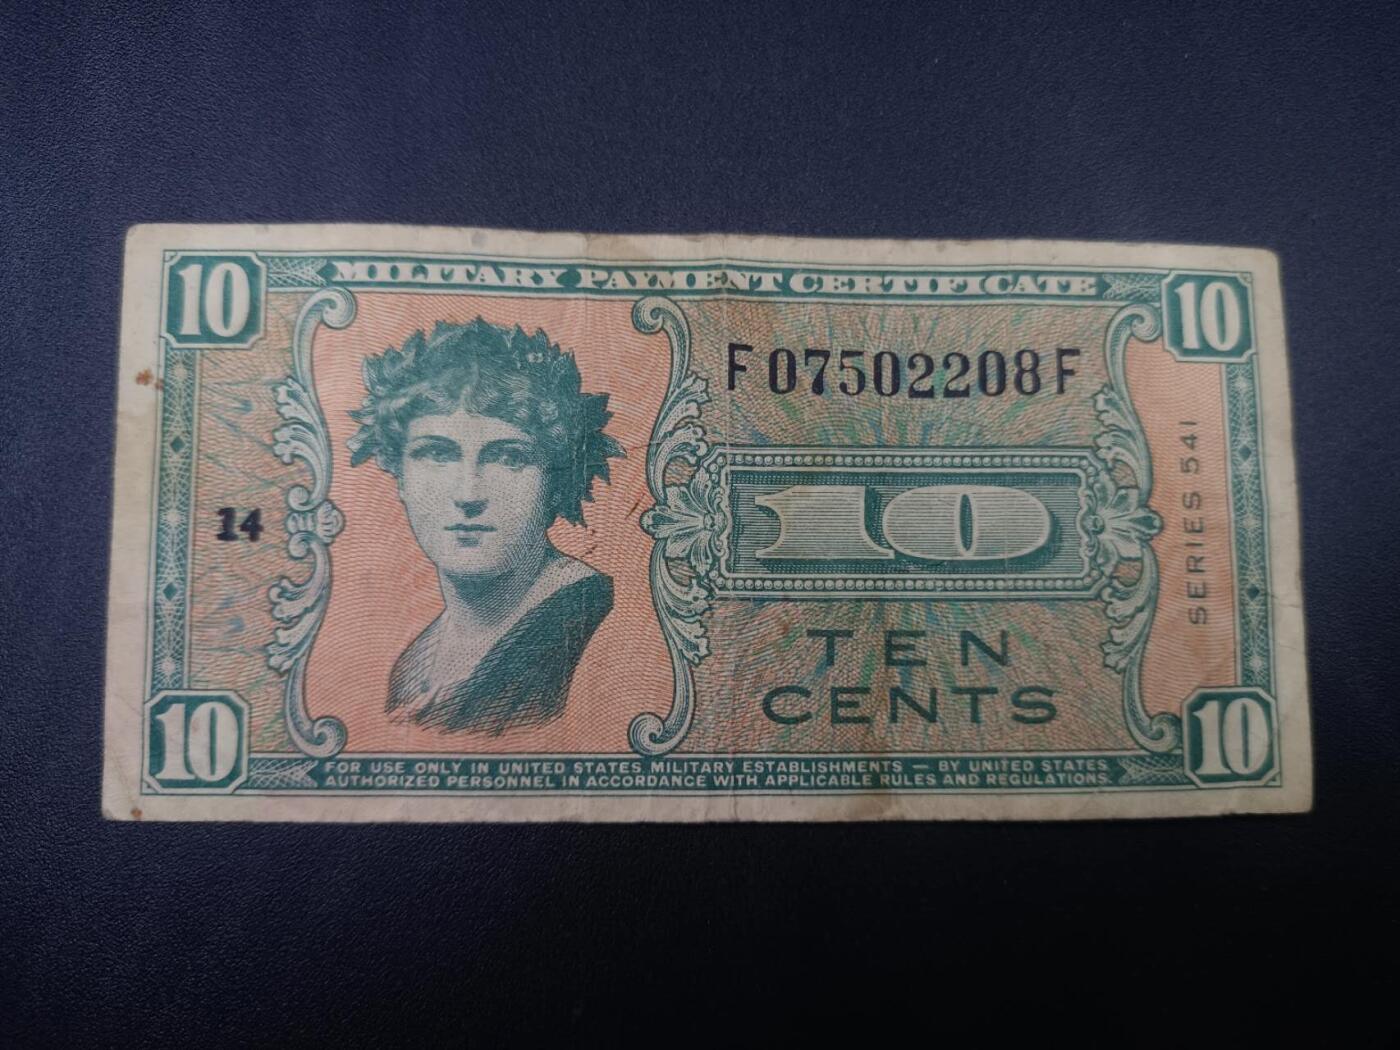 10 MILITARY PAYMENT CERTIFICATE 10
F07502208F
SERIES 541
14
10
TEN
CENTS
10 10
FOR USE ONLY IN UNITED STATES MILITARY ESTABLISHMENTS — BY UNITED STATES
AUTHORIZED PERSONNEL IN ACCORDANCE WITH APPLICABLE RULES AND REGULATIONS.